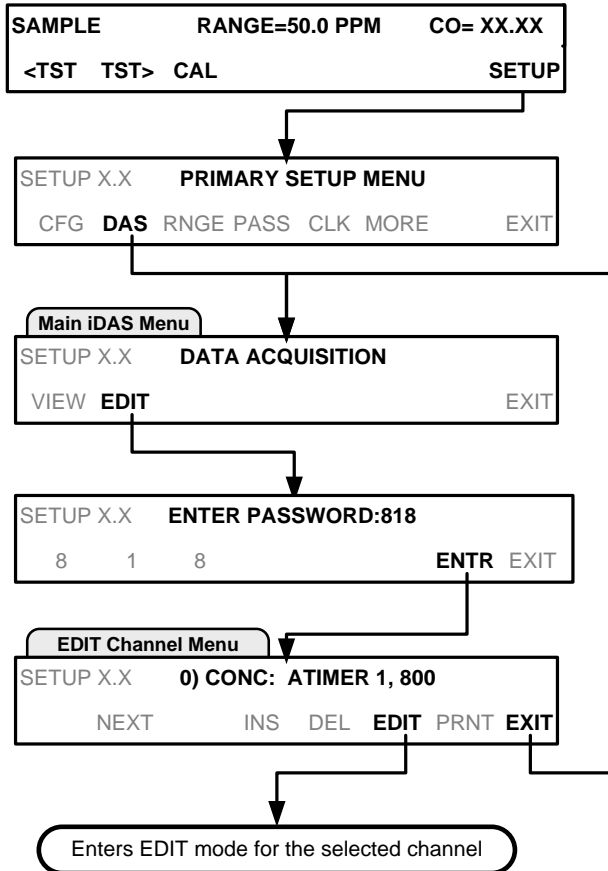 SAMPLE RANGE=50.0 PPM CO= XX.XX
<TST TST> CAL SETUP
SETUP X.X PRIMARY SETUP MENU
CFG DAS RNGE PASS CLK MORE EXIT
Main iDAS Menu
SETUP X.X DATA ACQUISITION
VIEW EDIT EXIT
SETUP X.X ENTER PASSWORD:818
8 1 8 ENTR EXIT
EDIT Channel Menu
SETUP X.X 0) CONC: ATIMER 1, 800
NEXT INS DEL EDIT PRNT EXIT
Enters EDIT mode for the selected channel